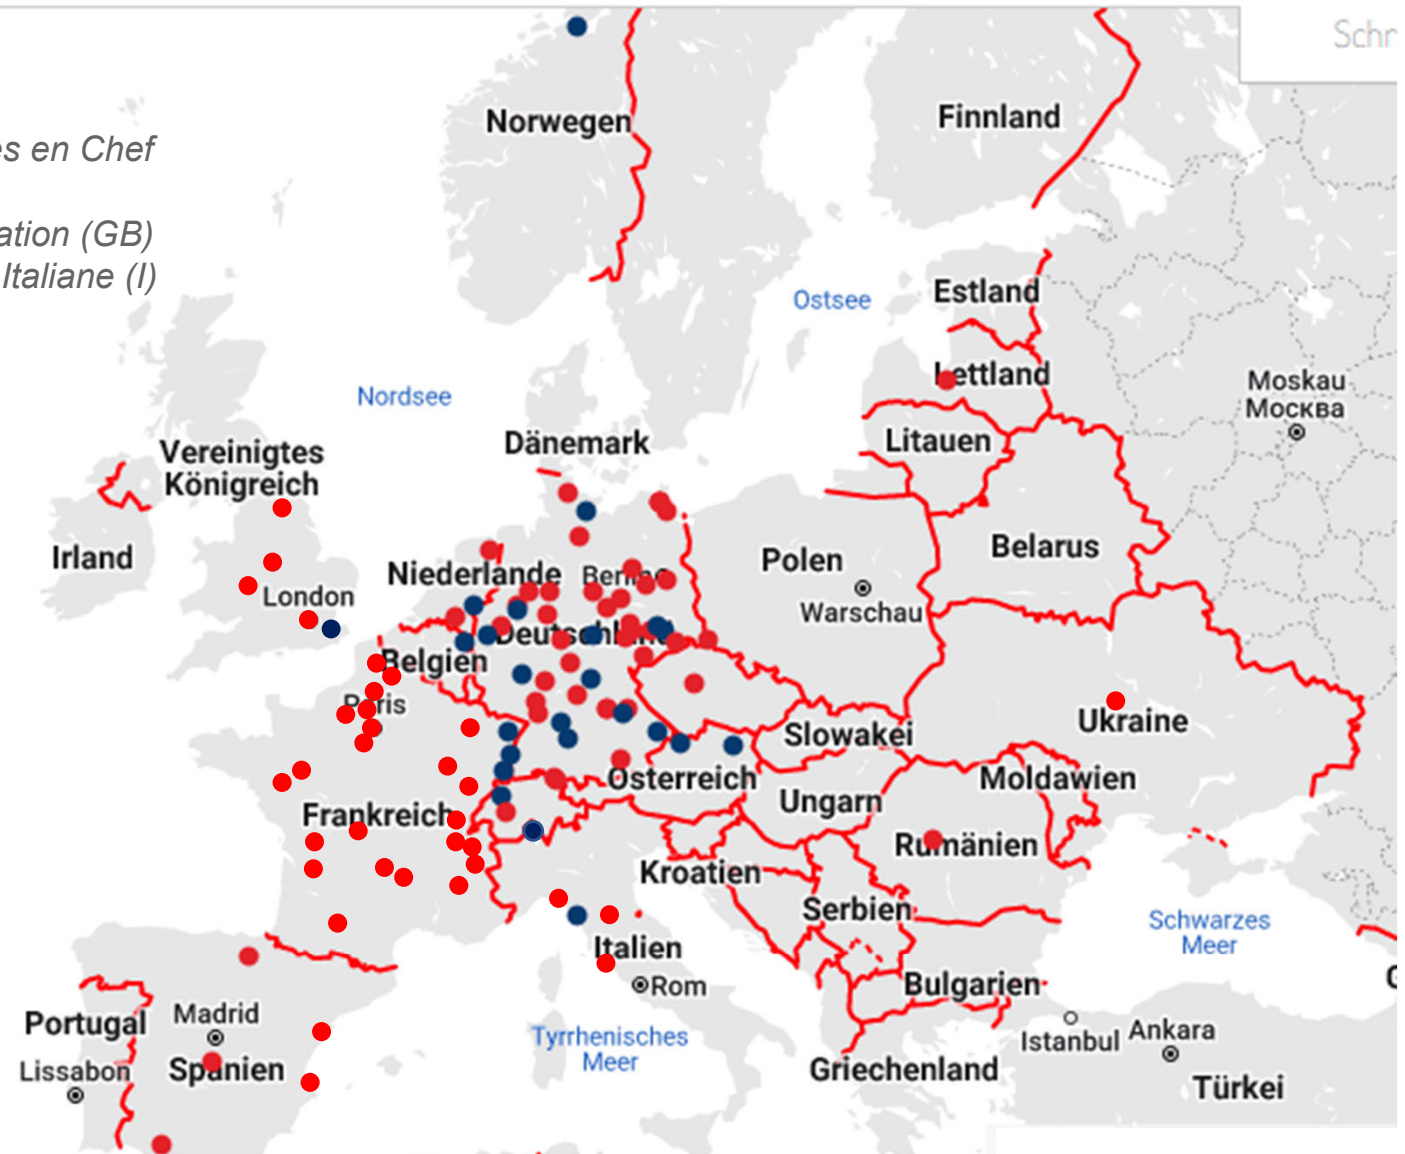 Schr
Norwegen
Finnland
es en Chef
ation (GB)
Italiane (I)
Estland
Ostsee
Lettland
Moskau
Москва
Nordsee
Litauen
Dänemark
Vereinigtes
Königreich
Irland
Belarus
Polen
Niederlande
Berlin
London
Warschau
Deutschland
Belgien
Paris
Ukraine
Slowakei
Österreich
Moldawien
Ungarn
Frankreich
Rumänien
Kroatien
Serbien
Schwarzes
Meer
Italien
Rom
Bulgarien
G
Portugal
Madrid
Tyrrhenisches
Meer
Istanbul
Ankara
Lissabon
Spanien
Griechenland
Türkei